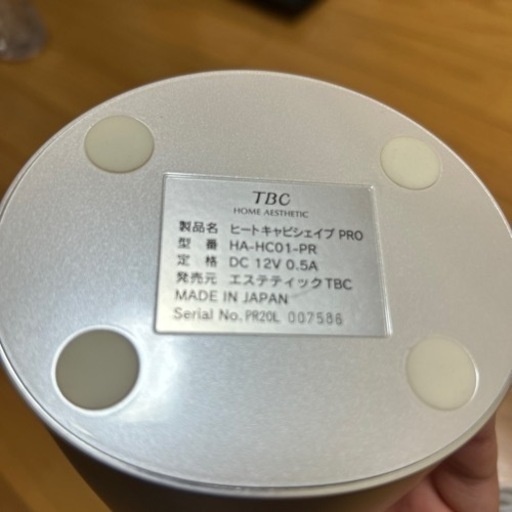 TBC
HOME AESTHETIC
製品名 ヒートキャビシェイプ PRO
型 番 HA-HC01-PR
定 格 DC 12V 0.5A
発売元 エステティックTBC
MADE IN JAPAN
Serial No. PR20L 007586